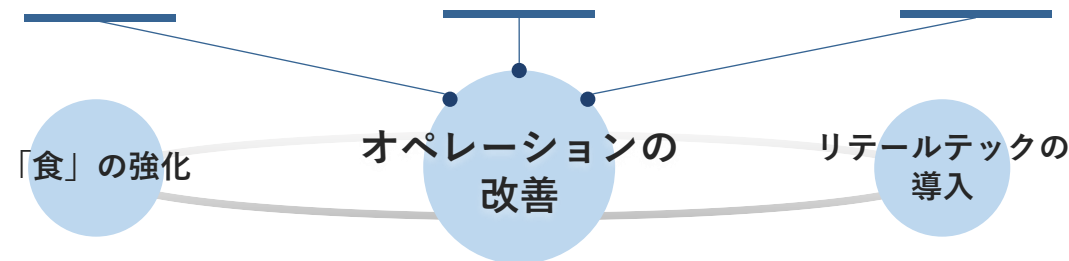 「食」の強化
オペレーションの
改善
リテールテックの
導入